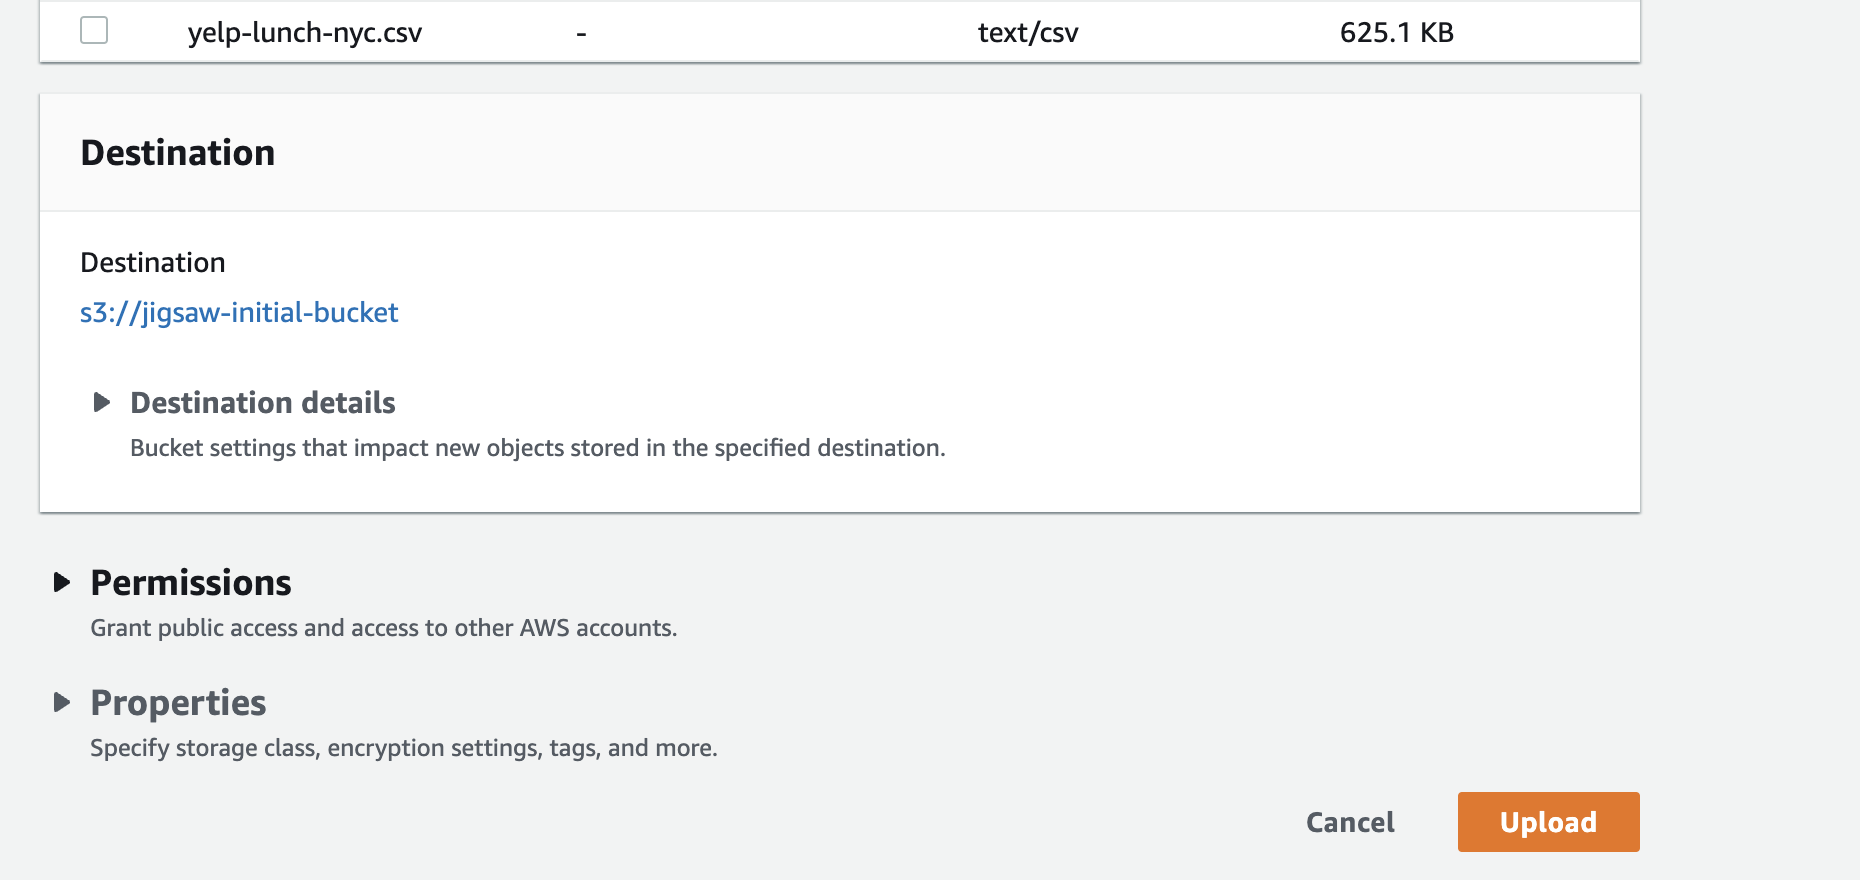 yelp-lunch-nyc.csv - text/csv 625.1 KB
Destination
Destination
s3://jigsaw-initial-bucket
Destination details
Bucket settings that impact new objects stored in the specified destination.
Permissions
Grant public access and access to other AWS accounts.
Properties
Specify storage class, encryption settings, tags, and more.
Cancel Upload